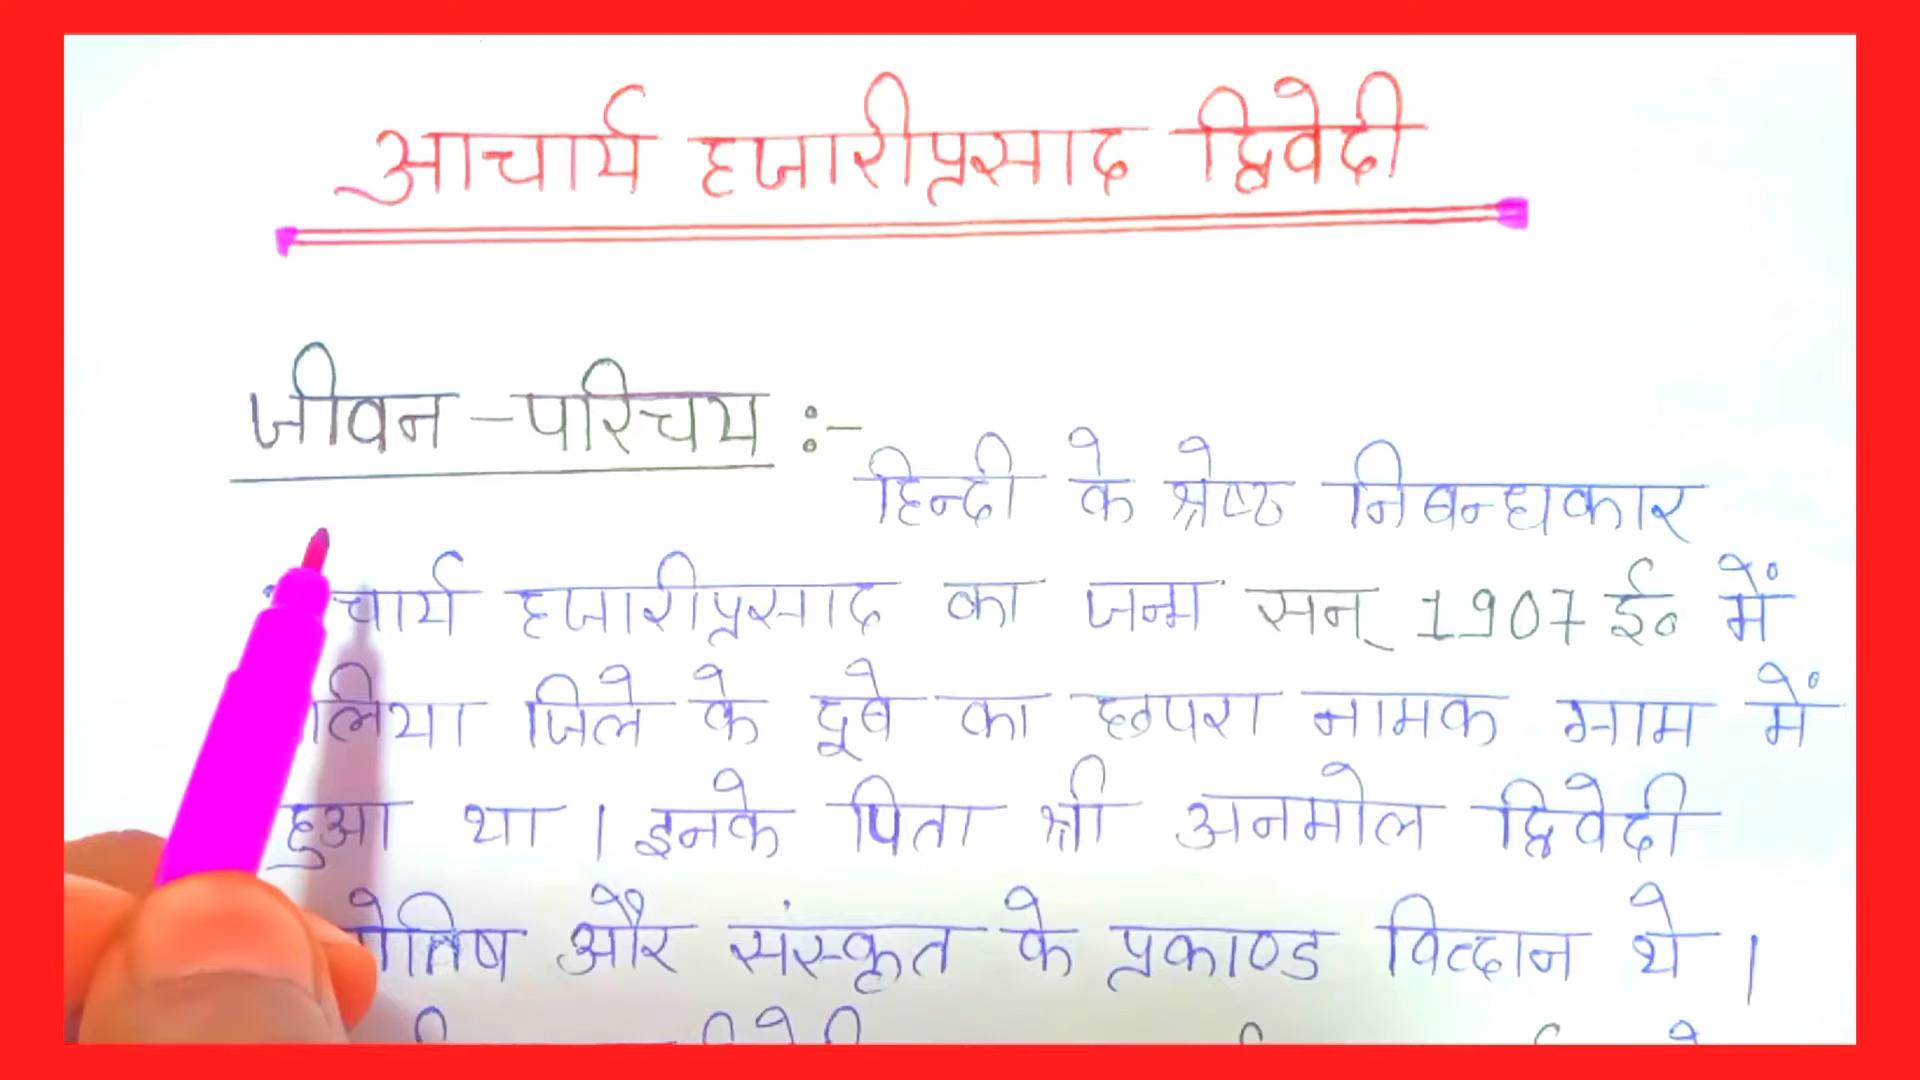 आचार्य हजारीप्रसाद द्विवेदी
जीवन-परिचय :-
हिन्दी के श्रेष्ठ निबन्धकार
हजारीप्रसाद का जन्म सन् 1907 ई० में
जिले के दूबे का छपरा नामक ग्राम में
हुआ था । इनके पिता श्री अनमोल द्विवेदी
और संस्कृत के प्रकाण्ड विद्दान थे ।